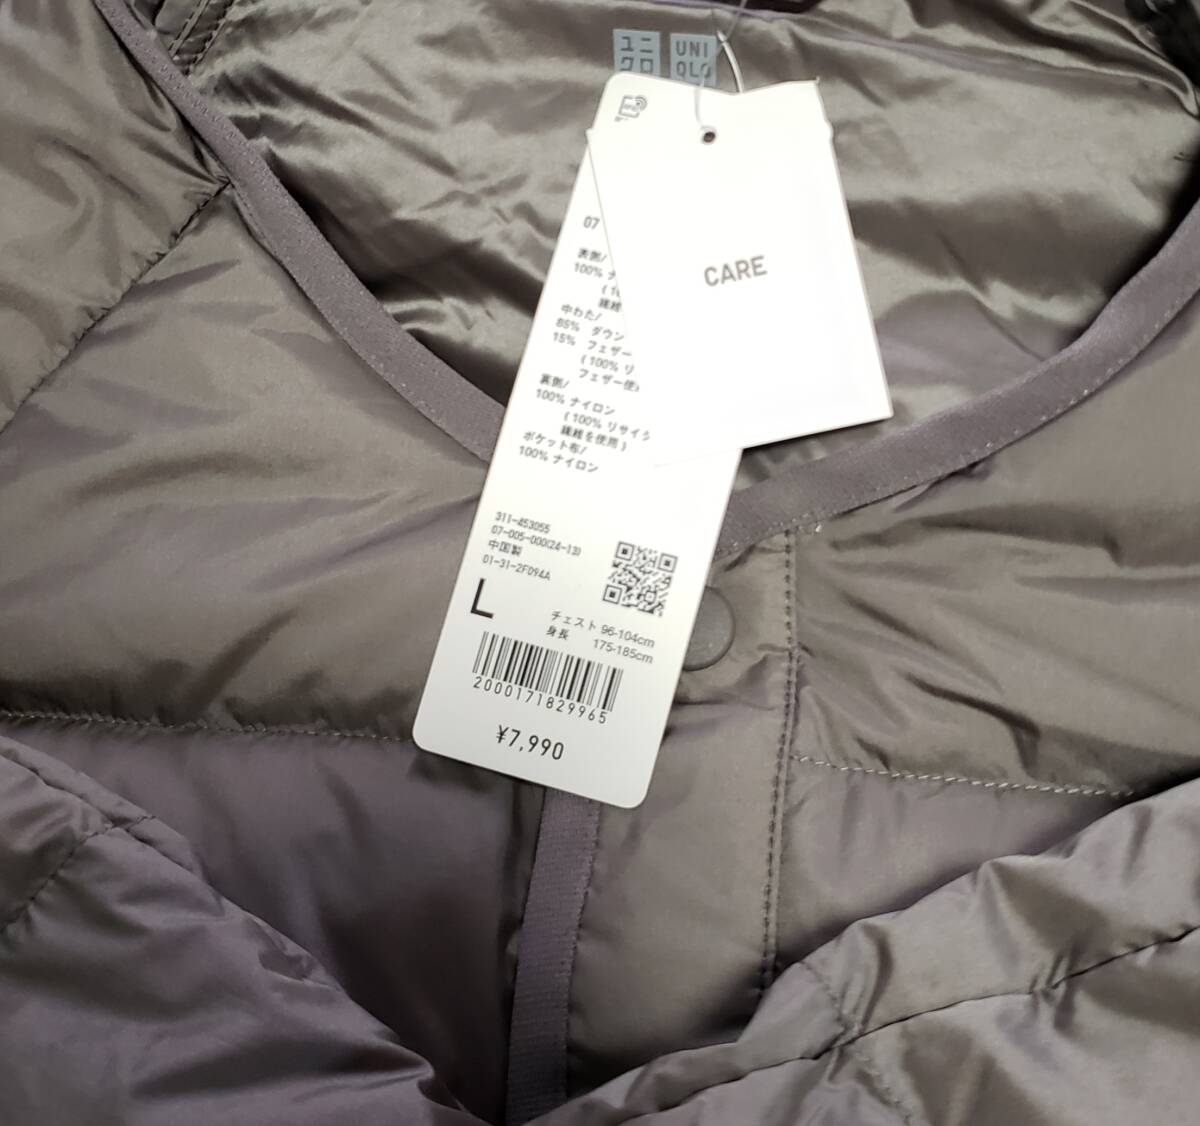 ユニ
クロ
UNI
QLO
CARE
07
表側/
100%
繊維
中わた/
85% ダウン
15% フェザー
(100% リ
フェザー使
裏側/
100% ナイロン
(100% リサイク
繊維を使用)
ポケット布/
100% ナイロン
311-453055
07-005-000(24-13)
中国製
01-31-2F094A
L
チェスト 96-104cm
身長 175-185cm
2000171829965
¥7,990